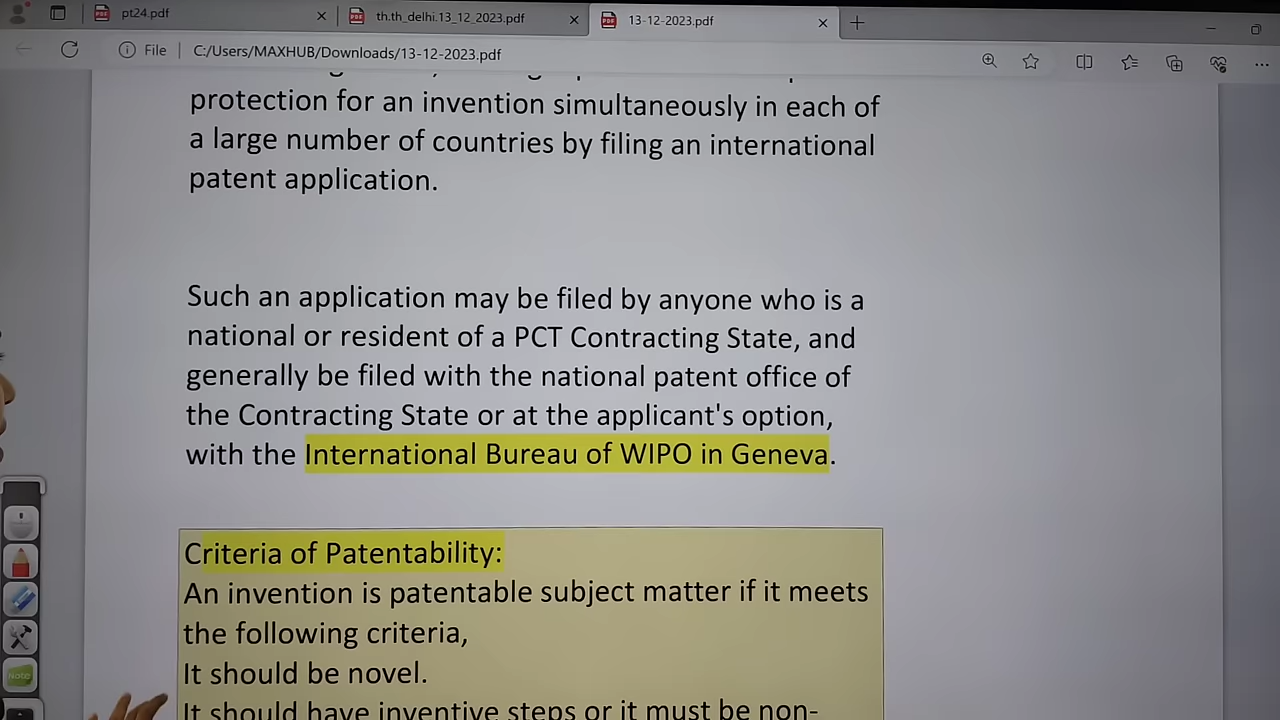 pt24.pdf
th.th_delhi.13_12_2023.pdf
13-12-2023.pdf
File
C:/Users/MAXHUB/Downloads/13-12-2023.pdf
protection for an invention simultaneously in each of
a large number of countries by filing an international
patent application.
Such an application may be filed by anyone who is a
national or resident of a PCT Contracting State, and
generally be filed with the national patent office of
the Contracting State or at the applicant's option,
with the International Bureau of WIPO in Geneva.
Criteria of Patentability:
An invention is patentable subject matter if it meets
the following criteria,
It should be novel.
It should have inventive steps or it must be non-
Note